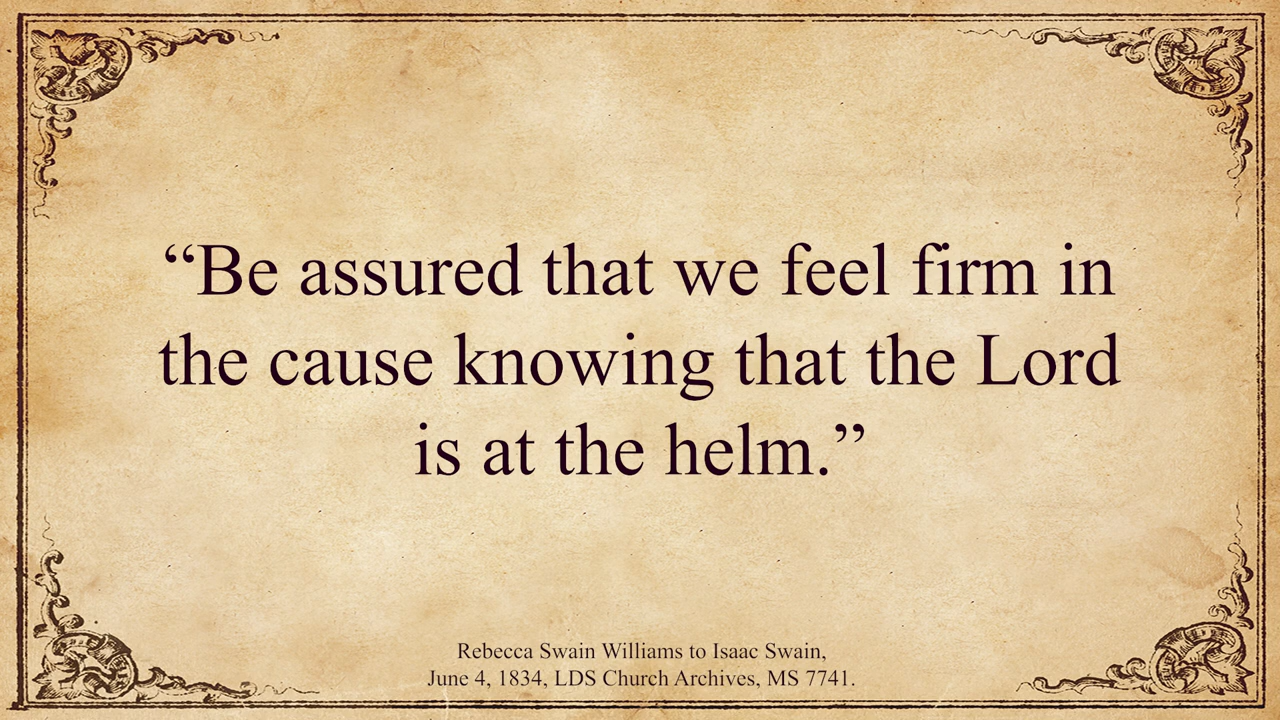 “Be assured that we feel firm in
the cause knowing that the Lord
is at the helm.”
Rebecca Swain Williams to Isaac Swain,
June 4, 1834, LDS Church Archives, MS 7741.